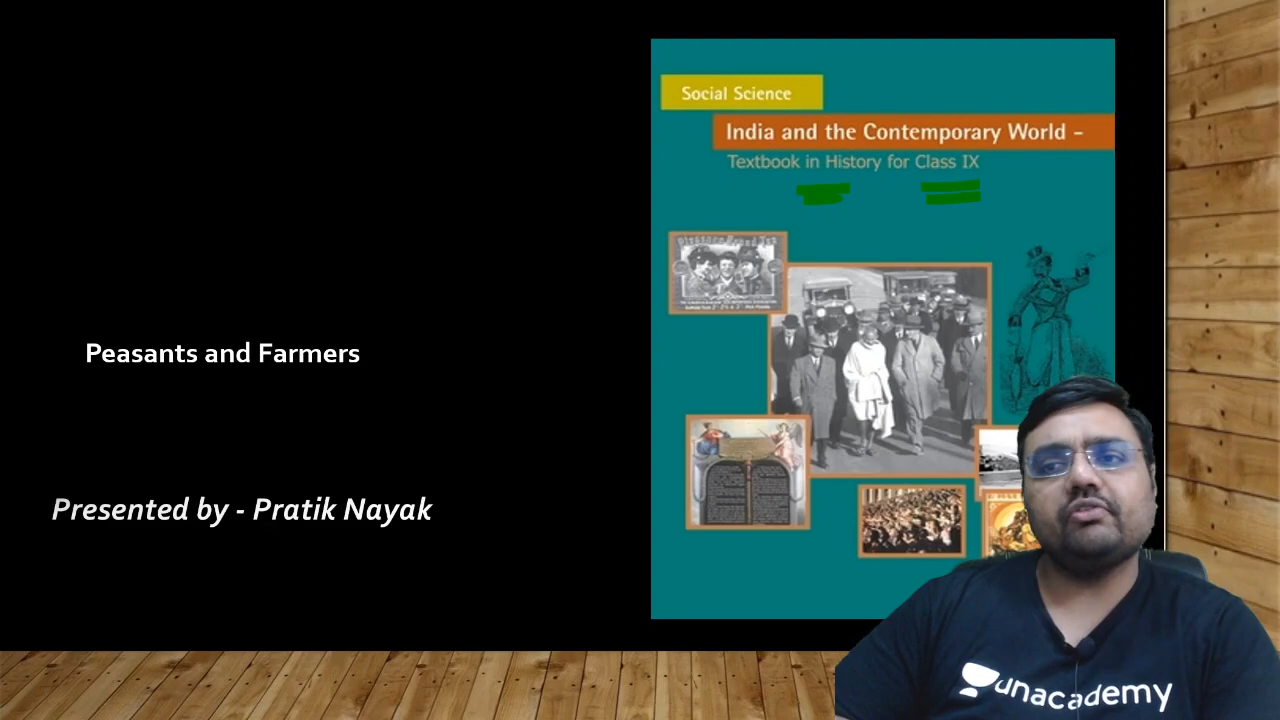 Social Science
India and the Contemporary World -
Textbook in History for Class IX
Peasants and Farmers
Presented by - Pratik Nayak
unacademy